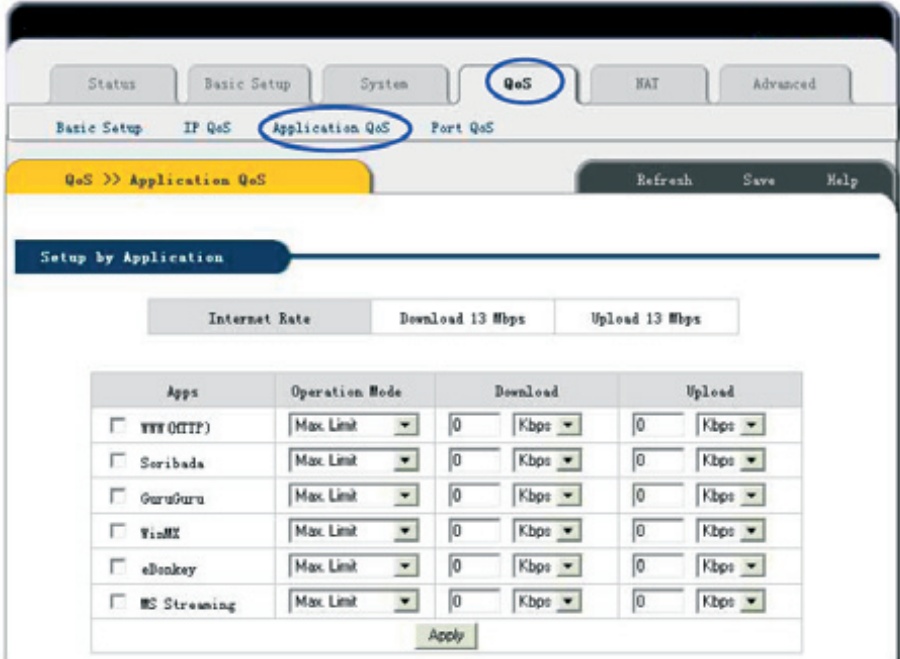 Status Basic Setup System QoS NAT Advanced
Basic Setup IP QoS Application QoS Port QoS
QoS >> Application QoS Refresh Save Help
Setup by Application
Internet Rate Download 13 Mbps Upload 13 Mbps
Apps Operation Mode Download Upload
WWW(HTTP) Max. Limit 0 Kbps 0 Kbps
Soribada Max. Limit 0 Kbps 0 Kbps
GuruGuru Max. Limit 0 Kbps 0 Kbps
WinMX Max. Limit 0 Kbps 0 Kbps
eDonkey Max. Limit 0 Kbps 0 Kbps
MS Streaming Max. Limit 0 Kbps 0 Kbps
Apply